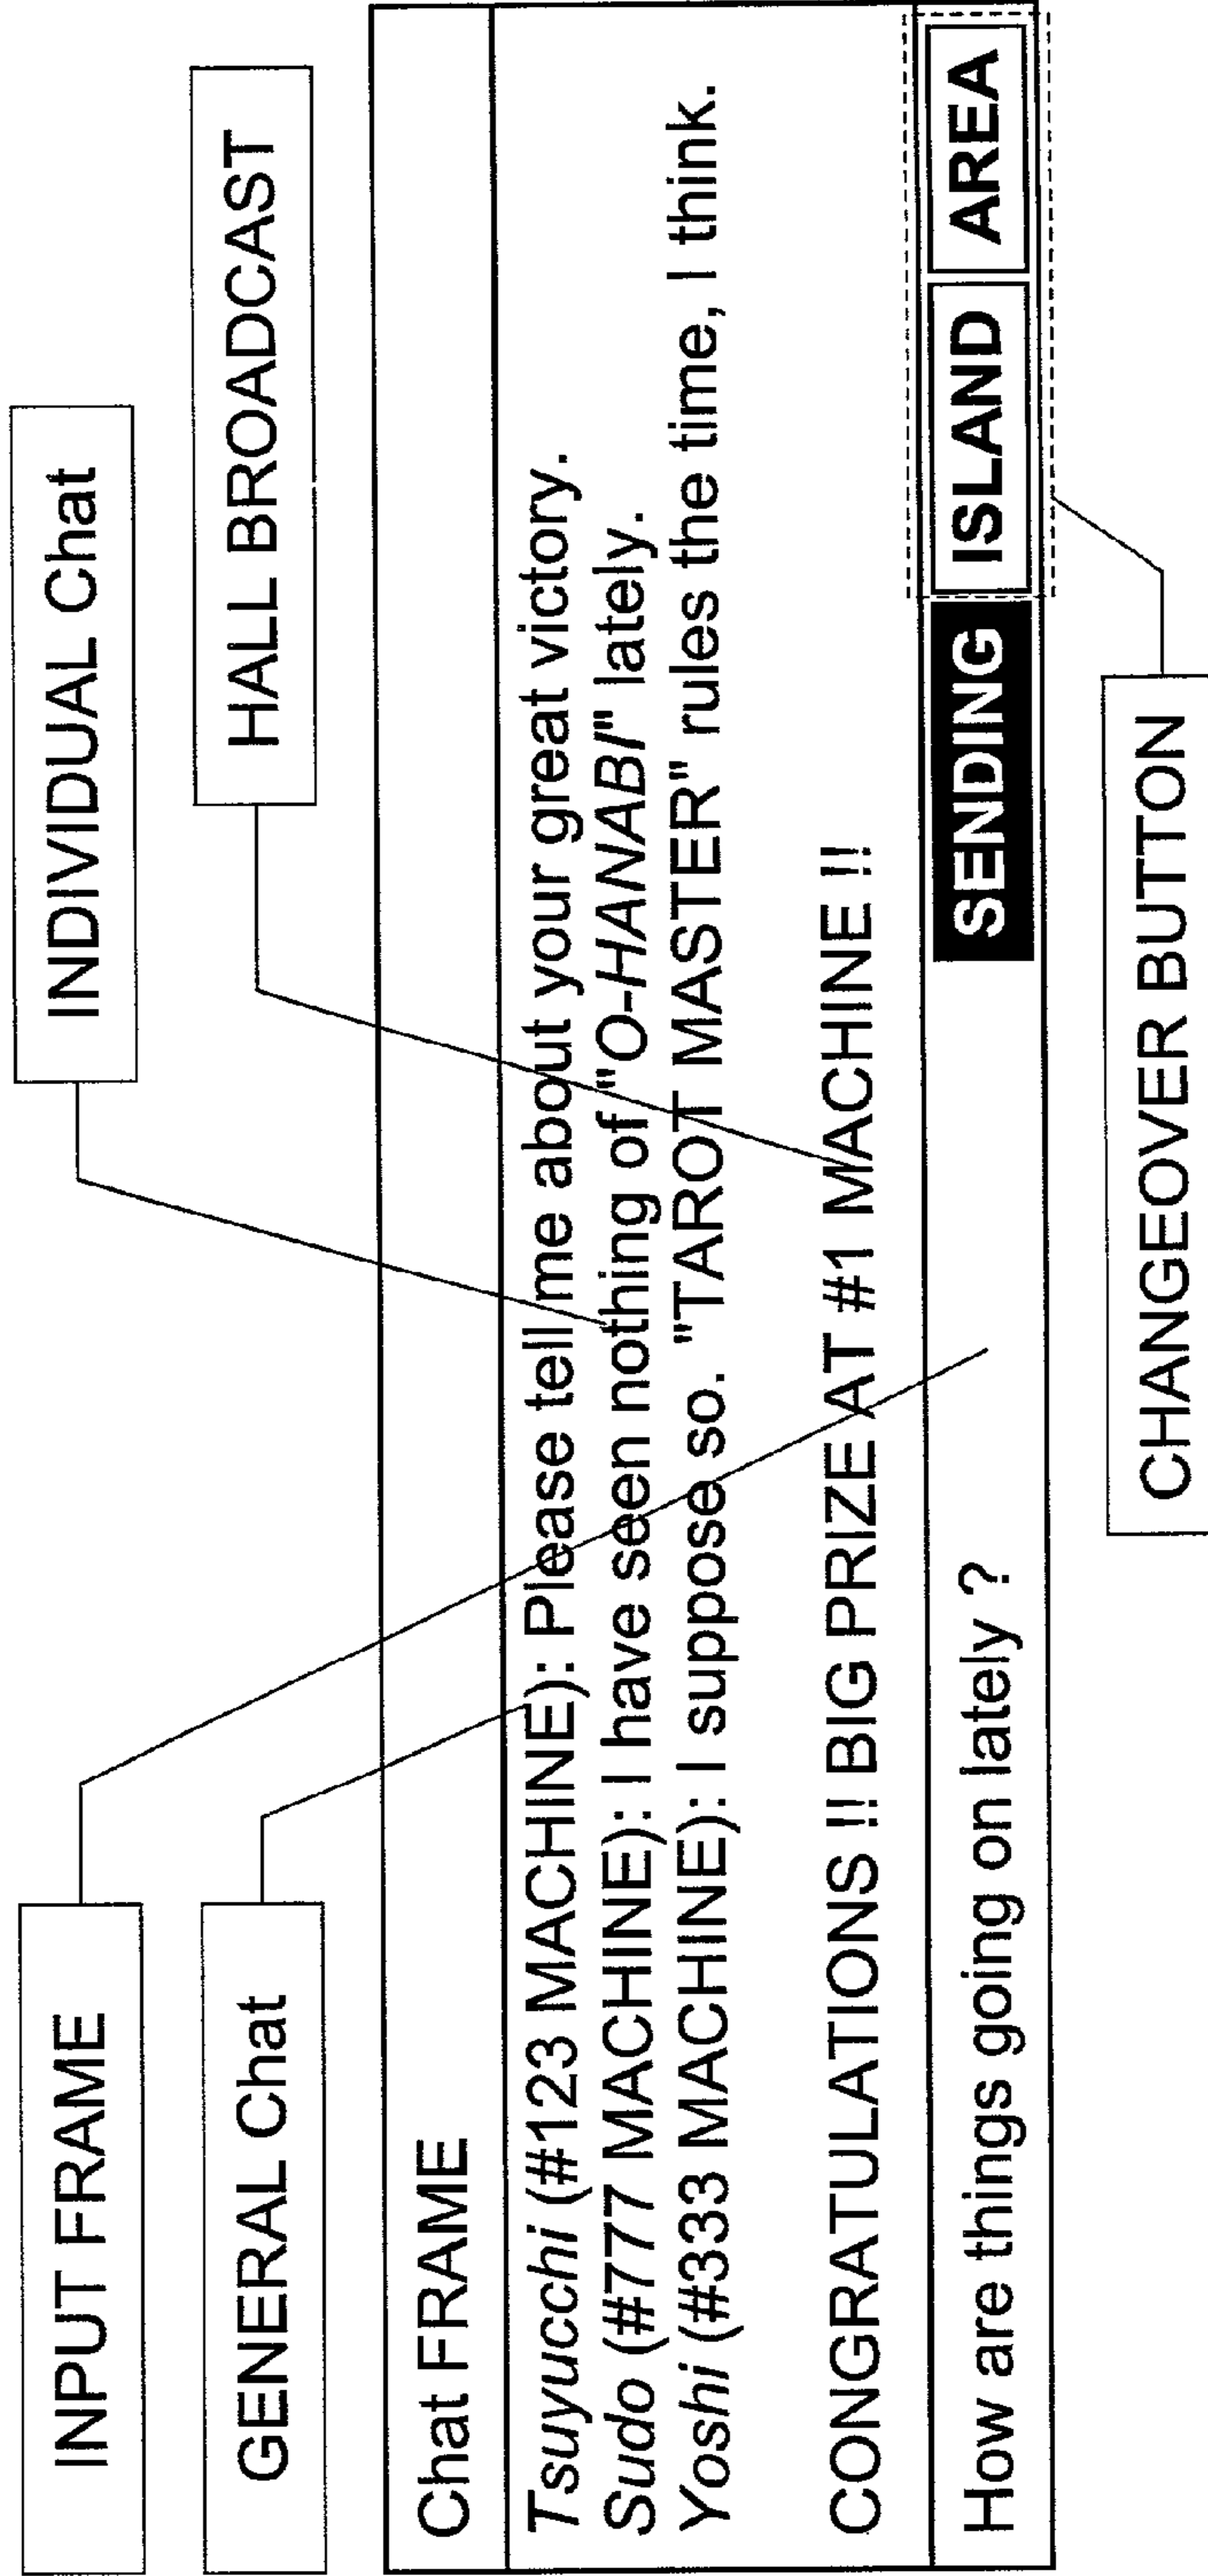 INPUT FRAME
INDIVIDUAL Chat
GENERAL Chat
HALL BROADCAST
Chat FRAME
Tsuyucchi (#123 MACHINE): Please tell me about your great victory.
Sudo (#777 MACHINE): I have seen nothing of "O-HANABI" lately.
Yoshi (#333 MACHINE): I suppose so. "TAROT MASTER" rules the time, I think.
CONGRATULATIONS !! BIG PRIZE AT #1 MACHINE !!
How are things going on lately ? SENDING ISLAND AREA
CHANGEOVER BUTTON